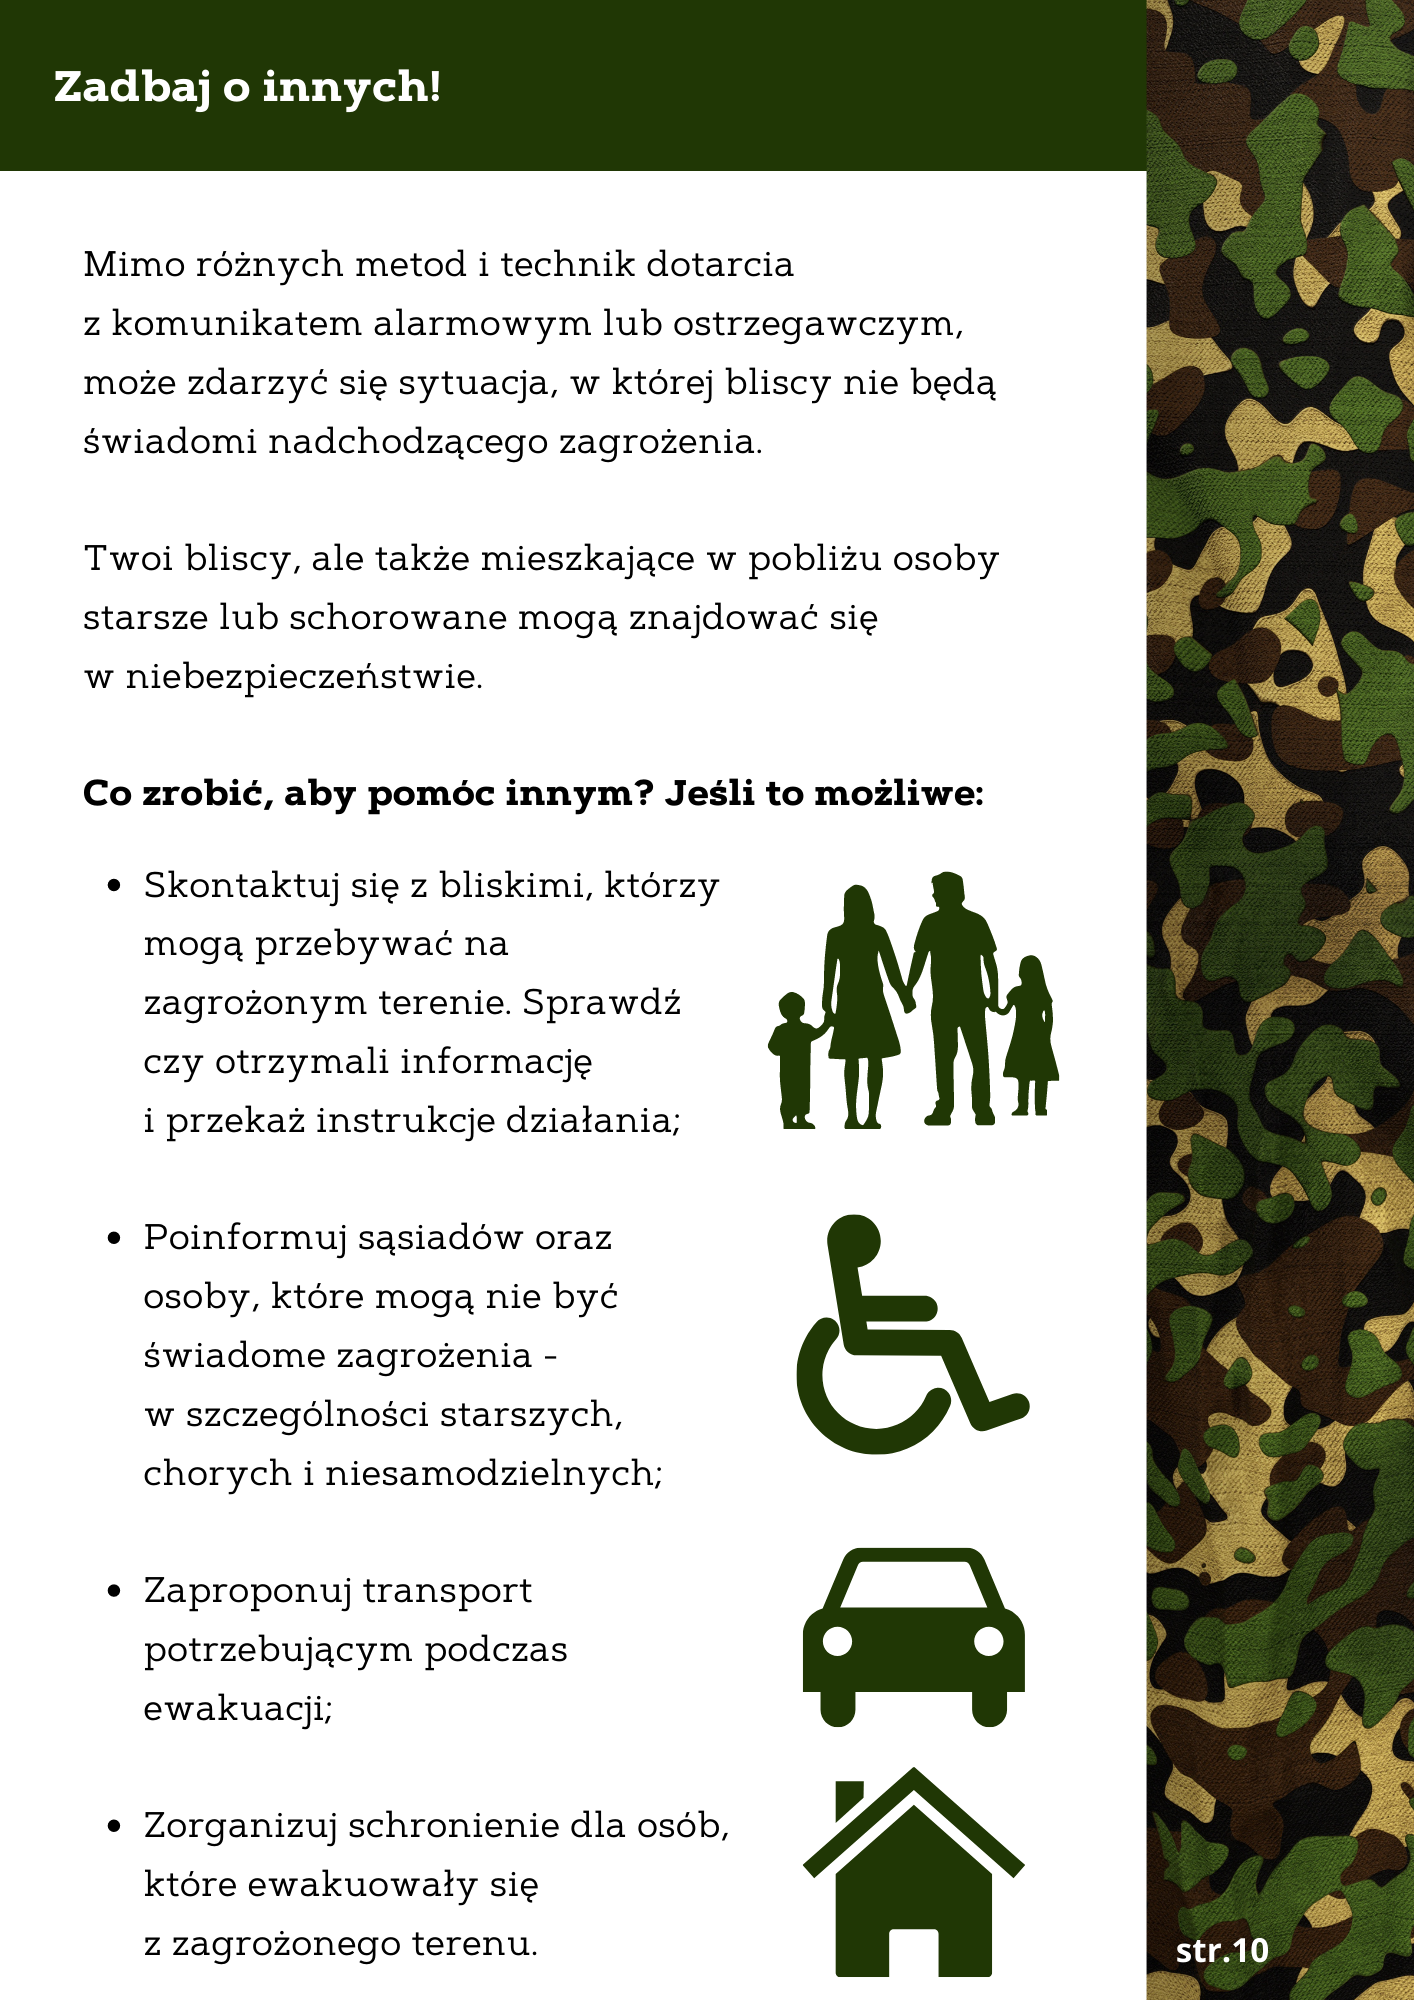 Zadbaj o innych!
Mimo różnych metod i technik dotarcia
z komunikatem alarmowym lub ostrzegawczym,
może zdarzyć się sytuacja, w której bliscy nie będą
świadomi nadchodzącego zagrożenia.
Twoi bliscy, ale także mieszkające w pobliżu osoby
starsze lub schorowane mogą znajdować się
w niebezpieczeństwie.
Co zrobić, aby pomóc innym? Jeśli to możliwe:
• Skontaktuj się z bliskimi, którzy
mogą przebywać na
zagrożonym terenie. Sprawdź
czy otrzymali informację
i przekaż instrukcje działania;
• Poinformuj sąsiadów oraz
osoby, które mogą nie być
świadome zagrożenia -
w szczególności starszych,
chorych i niesamodzielnych;
• Zaproponuj transport
potrzebującym podczas
ewakuacji;
• Zorganizuj schronienie dla osób,
które ewakuowały się
z zagrożonego terenu.
str.10